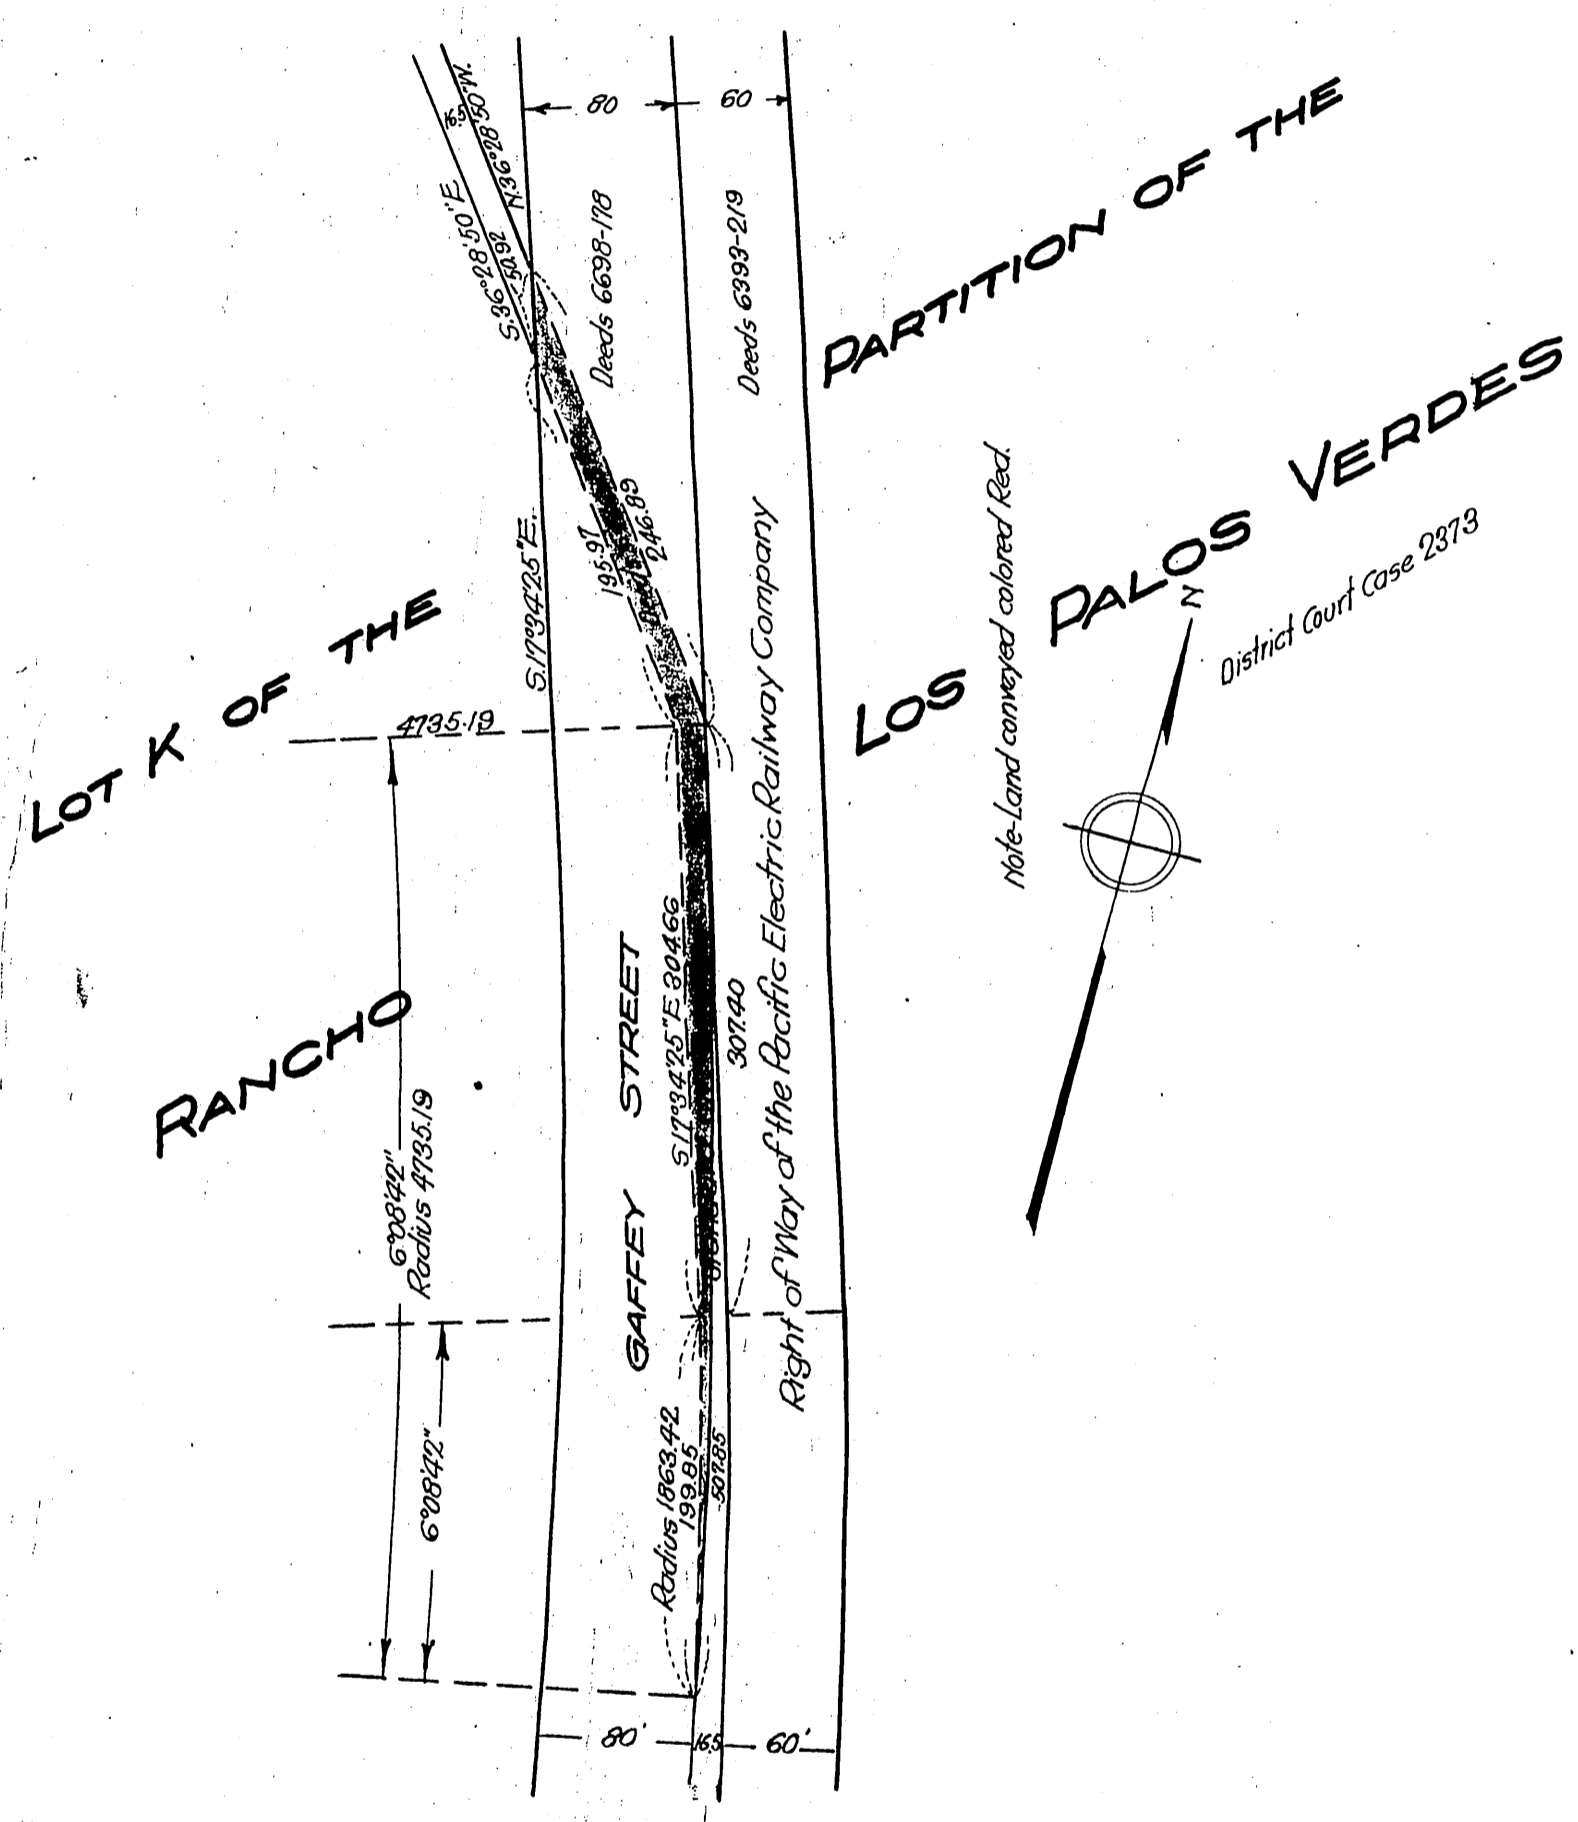 80
60
16.5
N.36°28'50"W.
S.36°28'50"E
50.92
Deeds 6698-178
Deeds 6393-219
PARTITION OF THE
LOT K OF THE
RANCHO
LOS PALOS VERDES
District Court Case 2373
Note-Land conveyed colored Red.
N
S.17°34'25"E.
195.97
246.89
4735.19
6°08'42"
Radius 4735.19
6°08'42"
GAFFEY STREET
S.17°34'25"E 304.66
307.40
Right of Way of the Pacific Electric Railway Company
Radius 1863.42
199.85
507.85
80'
16.5
60'